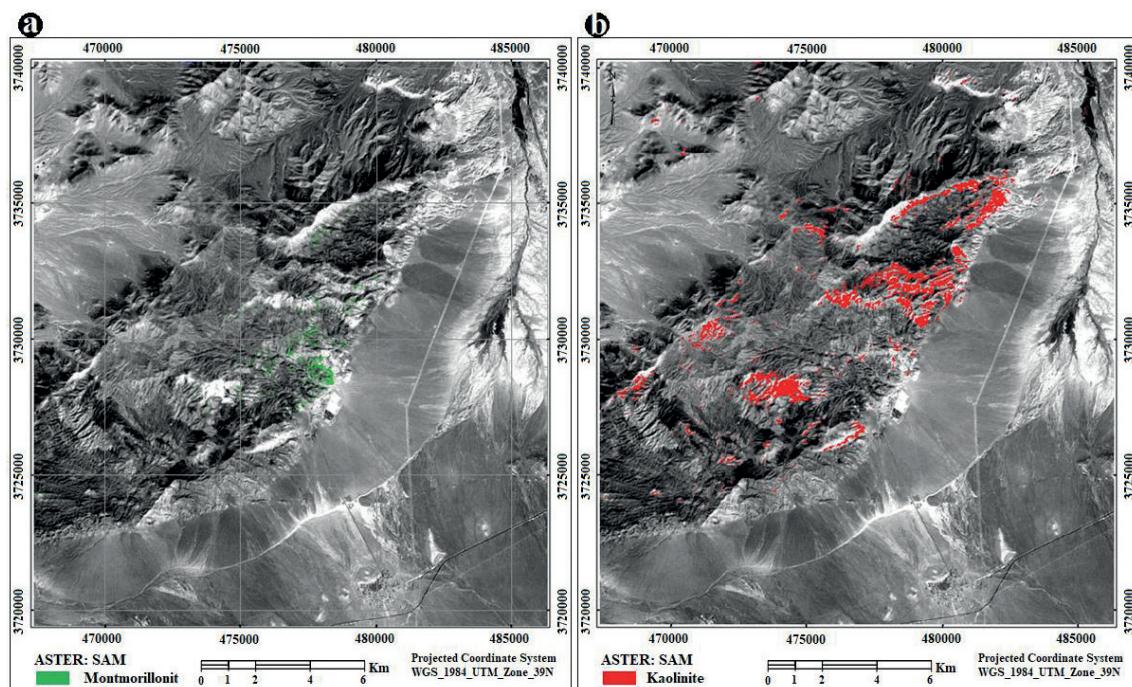 a
470000 475000 480000 485000
3740000
3735000
3730000
3725000
3720000
3740000
3735000
3730000
3725000
3720000
470000 475000 480000 485000
ASTER: SAM
Montmorillonit
Km
0 1 2 4 6
Projected Coordinate System
WGS_1984_UTM_Zone_39N
b
470000 475000 480000 485000
3740000
3735000
3730000
3725000
3720000
3740000
3735000
3730000
3725000
3720000
470000 475000 480000 485000
ASTER: SAM
Kaolinite
Km
0 1 2 4 6
Projected Coordinate System
WGS_1984_UTM_Zone_39N